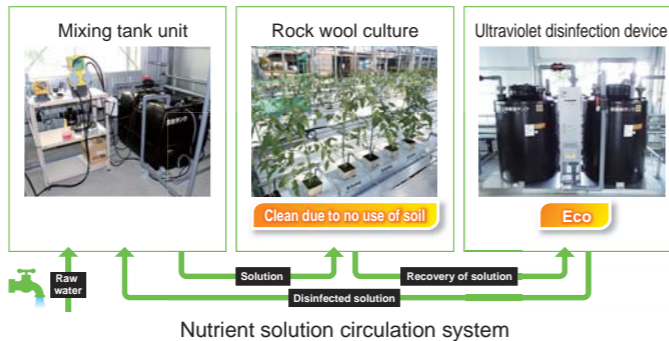 Mixing tank unit
Rock wool culture
Ultraviolet disinfection device
Clean due to no use of soil
Eco
Raw
water
Solution
Recovery of solution
Disinfected solution
Nutrient solution circulation system